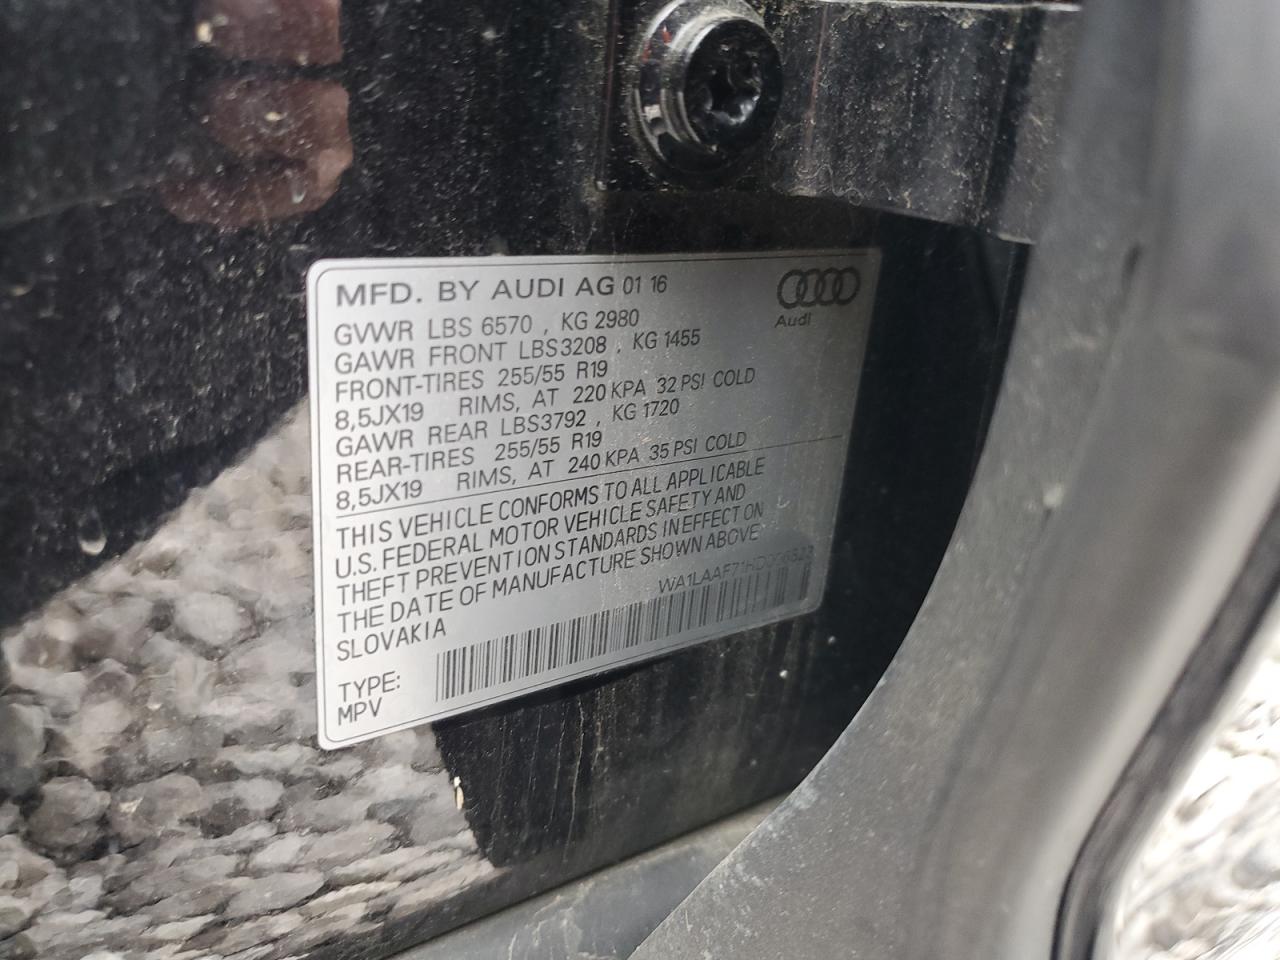 MFD. BY AUDI AG 01 16
Audi
GVWR LBS 6570 , KG 2980
GAWR FRONT LBS3208 , KG 1455
FRONT-TIRES 255/55 R19
8,5JX19 RIMS, AT 220 KPA 32 PSI COLD
GAWR REAR LBS3792 , KG 1720
REAR-TIRES 255/55 R19
8,5JX19 RIMS, AT 240 KPA 35 PSI COLD
THIS VEHICLE CONFORMS TO ALL APPLICABLE
U.S. FEDERAL MOTOR VEHICLE SAFETY AND
THEFT PREVENTION STANDARDS IN EFFECT ON
THE DATE OF MANUFACTURE SHOWN ABOVE
SLOVAKIA
TYPE:
MPV